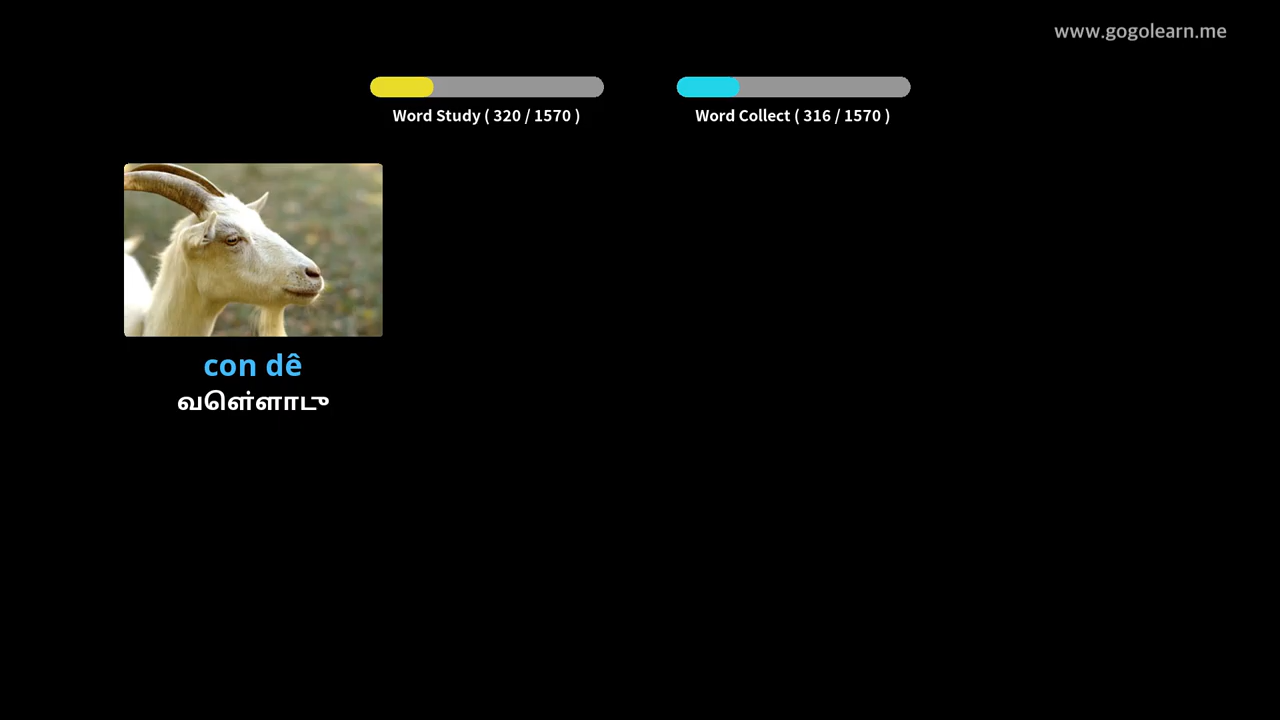 www.gogolearn.me
Word Study ( 320 / 1570 )
Word Collect ( 316 / 1570 )
con dê
வெள்ளாடு